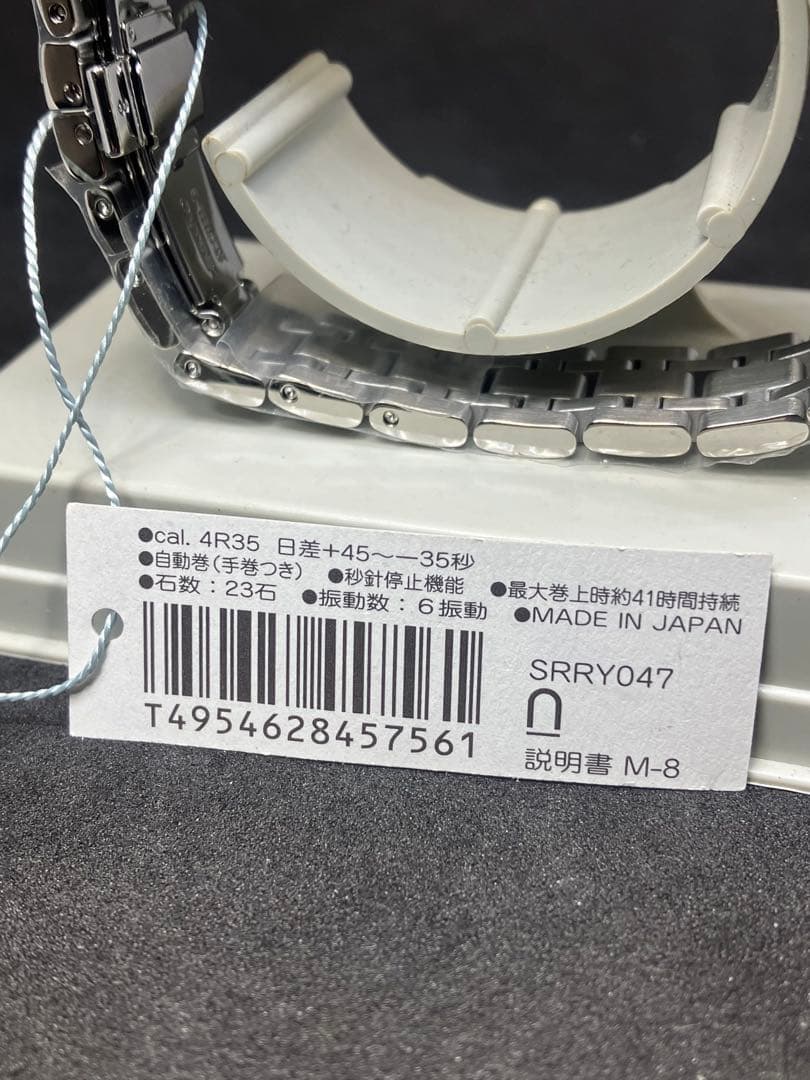 ●cal. 4R35 日差+45〜−35秒
●自動巻(手巻つき) ●秒針停止機能 ●最大巻上時約41時間持続
●石数：23石 ●振動数：6振動 ●MADE IN JAPAN
SRRY047
T4954628457561
説明書 M-8